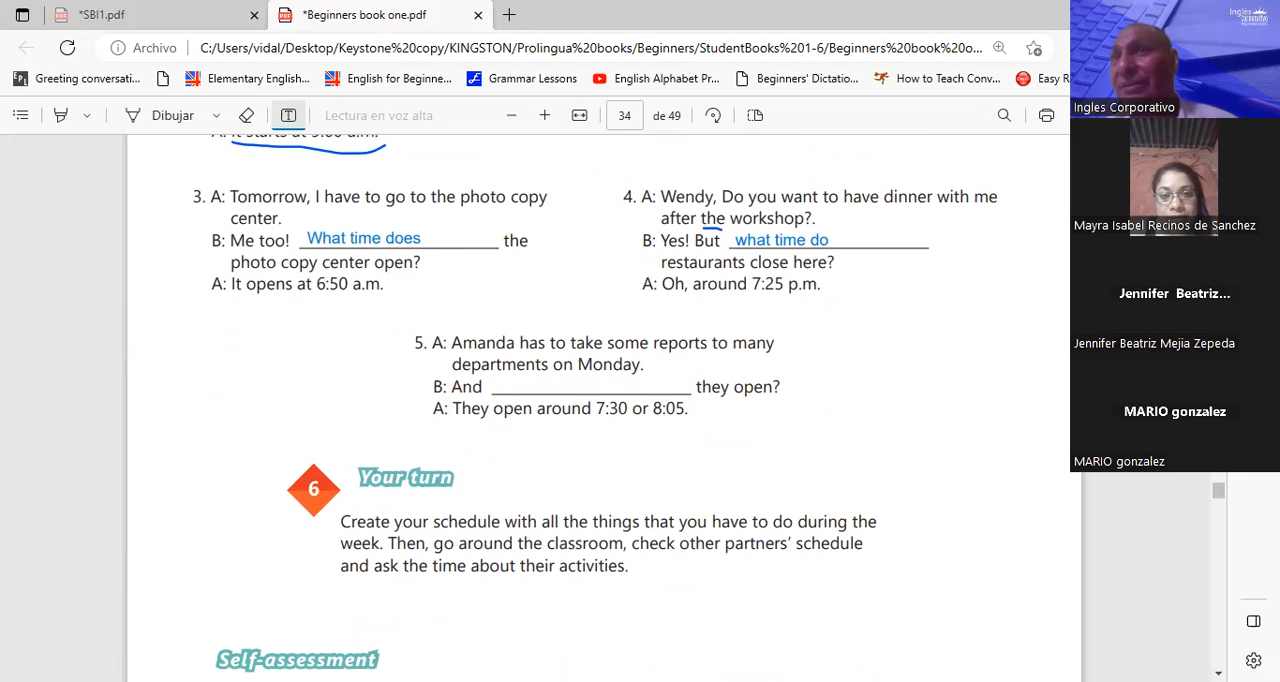 *SBI1.pdf
*Beginners book one.pdf
Archivo C:/Users/vidal/Desktop/Keystone%20copy/KINGSTON/Prolingua%20books/Beginners/StudentBooks%201-6/Beginners%20book%20o...
Greeting conversati...
Elementary English...
English for Beginne...
Grammar Lessons
English Alphabet Pr...
Beginners' Dictatio...
How to Teach Conv...
Easy R
Dibujar
Lectura en voz alta
34 de 49
A: It starts at 9:00 a.m.
3. A: Tomorrow, I have to go to the photo copy
center.
B: Me too! What time does the
photo copy center open?
A: It opens at 6:50 a.m.
4. A: Wendy, Do you want to have dinner with me
after the workshop?.
B: Yes! But what time do
restaurants close here?
A: Oh, around 7:25 p.m.
5. A: Amanda has to take some reports to many
departments on Monday.
B: And ____________________ they open?
A: They open around 7:30 or 8:05.
6 Your turn
Create your schedule with all the things that you have to do during the
week. Then, go around the classroom, check other partners’ schedule
and ask the time about their activities.
Self-assessment
Ingles Corporativo
Mayra Isabel Recinos de Sanchez
Jennifer Beatriz...
Jennifer Beatriz Mejia Zepeda
MARIO gonzalez
MARIO gonzalez